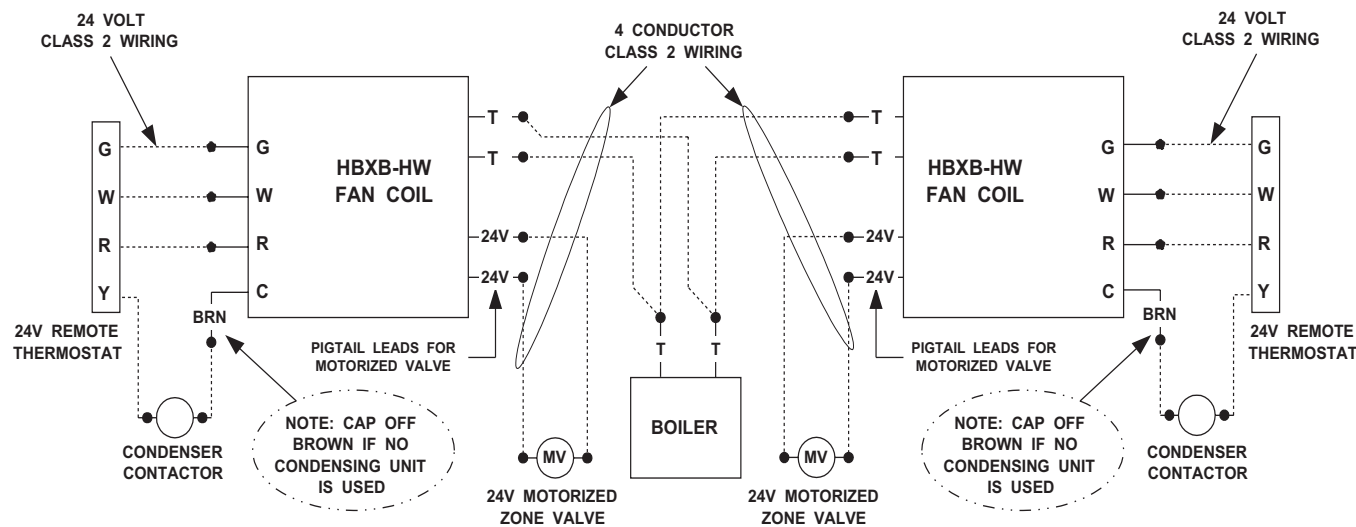 24 VOLT
CLASS 2 WIRING
4 CONDUCTOR
CLASS 2 WIRING
24 VOLT
CLASS 2 WIRING
G
W
R
Y
24V REMOTE
THERMOSTAT
G
W
R
C
BRN
HBXB-HW
FAN COIL
T
T
24V
24V
PIGTAIL LEADS FOR
MOTORIZED VALVE
CONDENSER
CONTACTOR
NOTE: CAP OFF
BROWN IF NO
CONDENSING UNIT
IS USED
MV
24V MOTORIZED
ZONE VALVE
T
T
BOILER
T
T
24V
24V
HBXB-HW
FAN COIL
G
W
R
C
BRN
PIGTAIL LEADS FOR
MOTORIZED VALVE
MV
24V MOTORIZED
ZONE VALVE
NOTE: CAP OFF
BROWN IF NO
CONDENSING UNIT
IS USED
G
W
R
Y
24V REMOTE
THERMOSTAT
CONDENSER
CONTACTOR